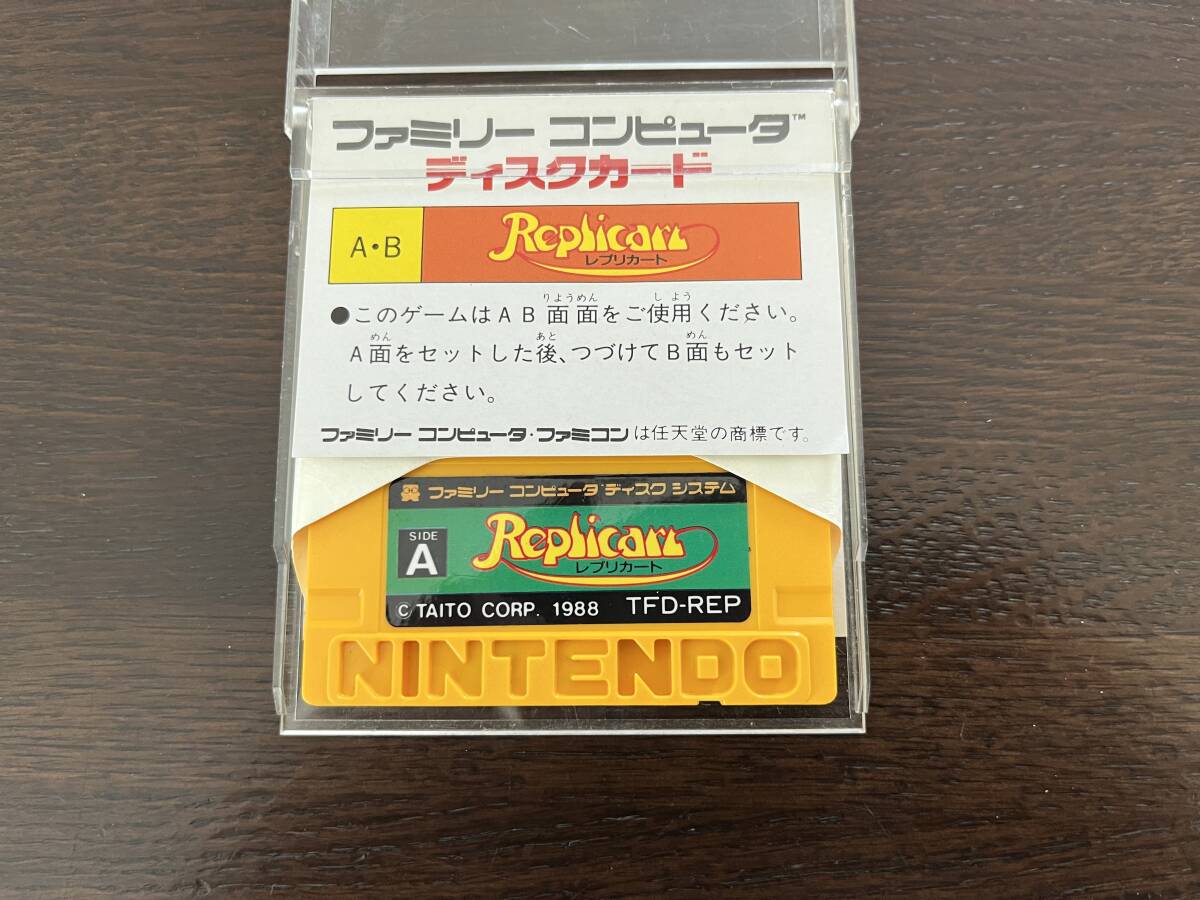 ファミリー コンピュータ™
ディスクカード
A・B
Replicart
レプリカート
●このゲームはAB面面をご使用ください。
A面をセットした後、つづけてB面もセット
してください。
ファミリー コンピュータ・ファミコンは任天堂の商標です。
ファミリー コンピュータ ディスク システム
SIDE
A
Replicart
レプリカート
© TAITO CORP. 1988 TFD-REP
NINTENDO